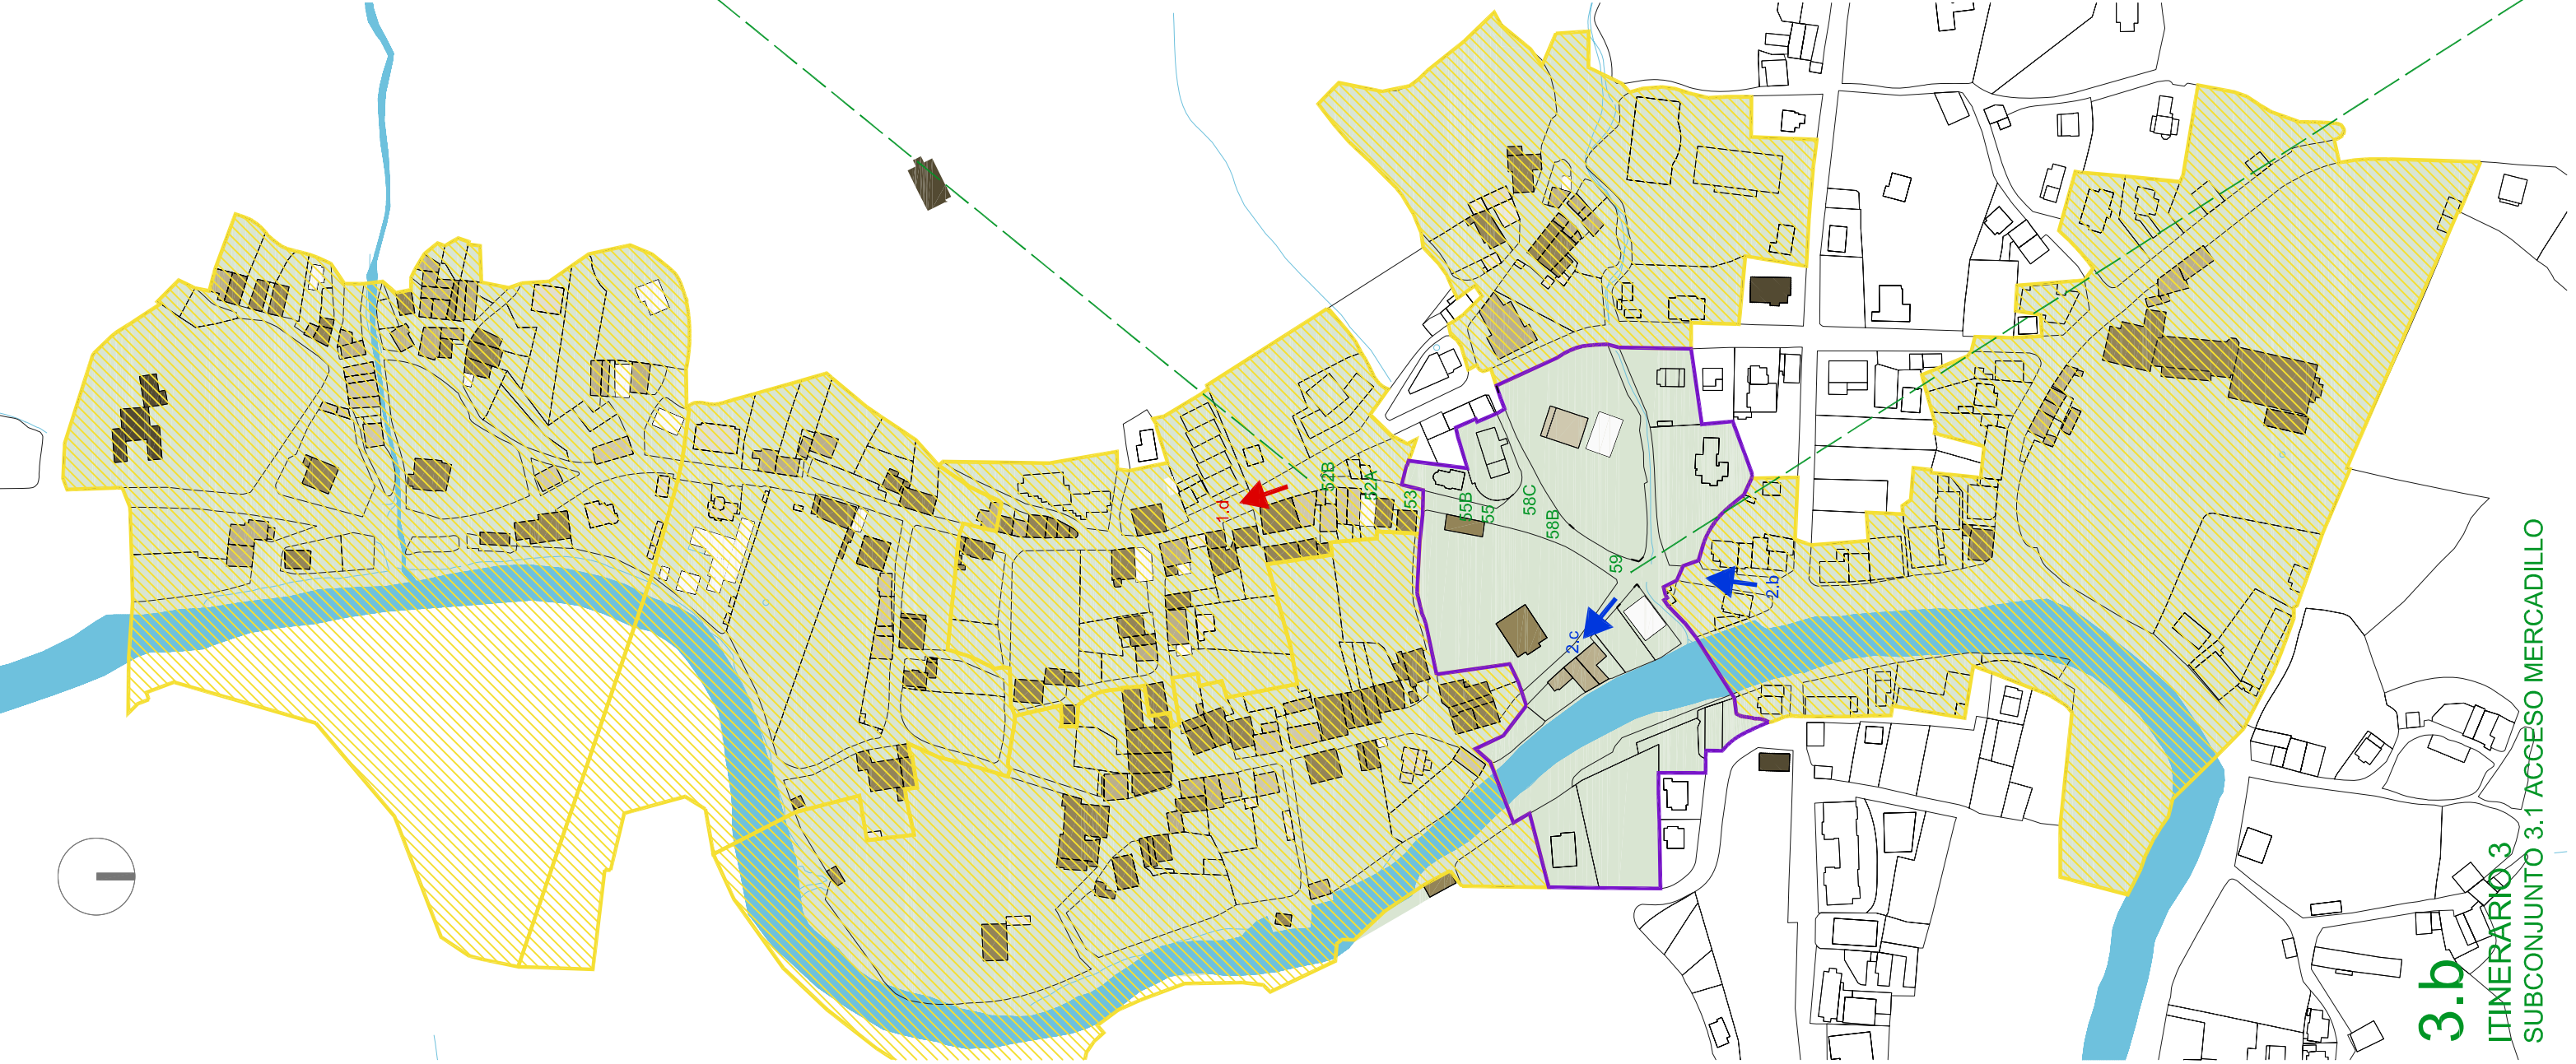 3.b
ITINERARIO 3
SUBCONJUNTO 3.1 ACCESO MERCADILLO
1.d
52B
52A
53
55B
55
58C
58B
59
2.c
2.b